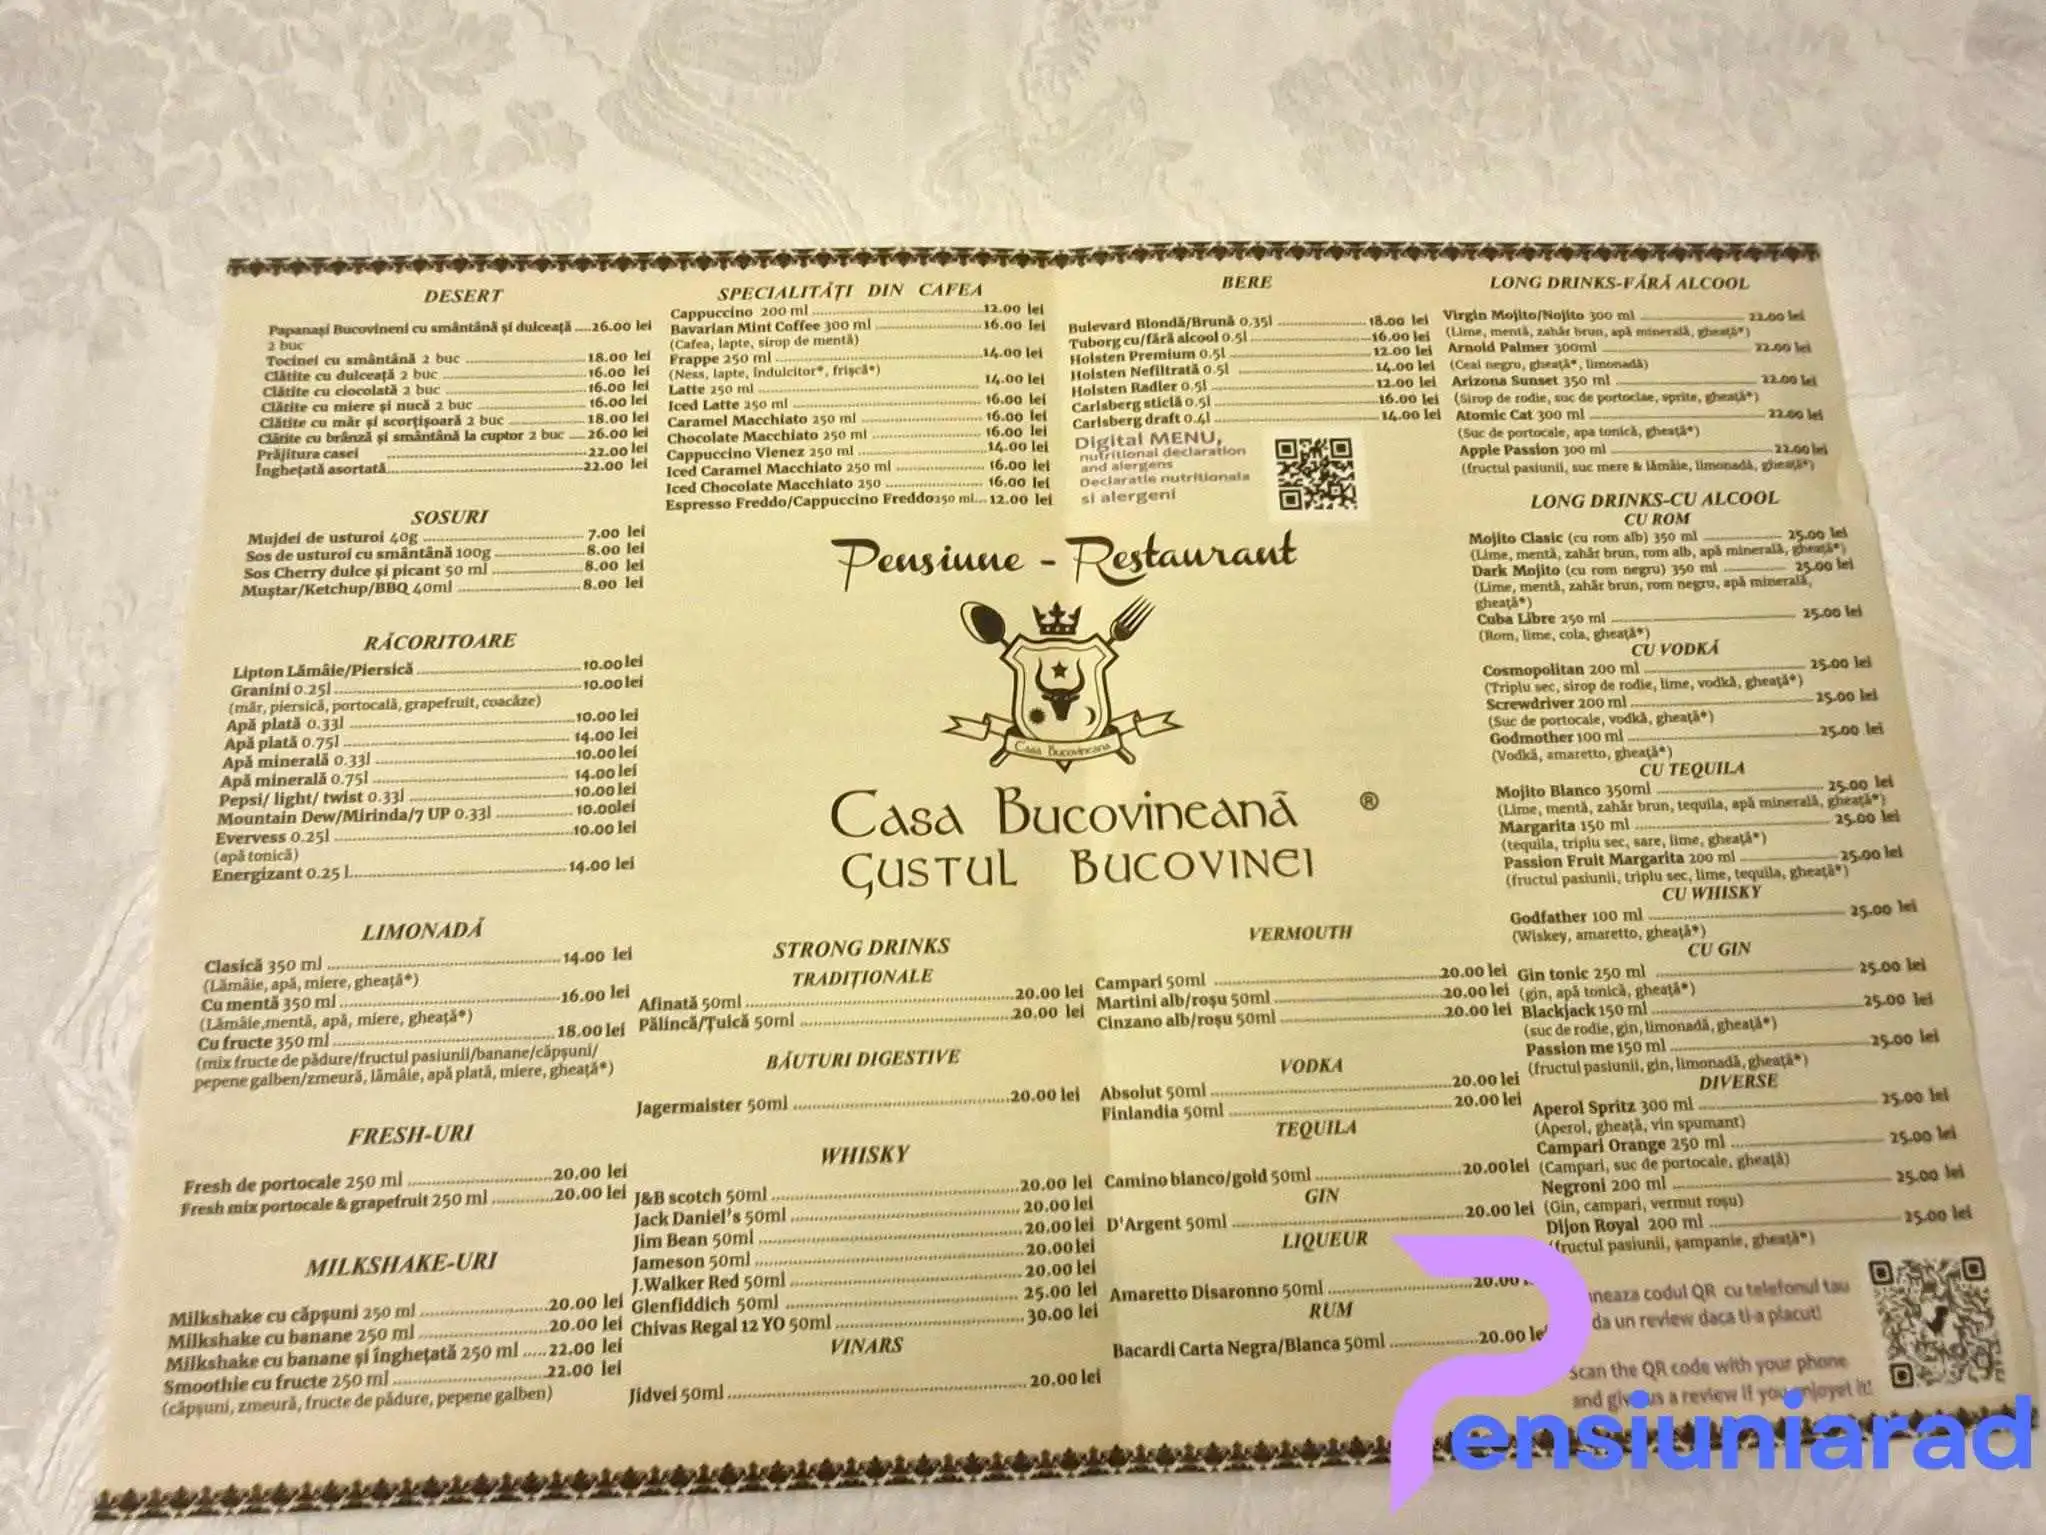 DESERT
Papanași Bucovineni cu smântână și dulceață ....26.00 lei
2 buc
Tocinei cu smântână 2 buc ........ 18.00 lei
Clătite cu dulceață 2 buc ........ 16.00 lei
Clătite cu ciocolată 2 buc ........ 16.00 lei
Clătite cu miere și nucă 2 buc ........ 16.00 lei
Clătite cu măr și scorțișoară 2 buc ........ 18.00 lei
Clătite cu brânză și smântână la cuptor 2 buc ....26.00 lei
Prăjitura casei ........ 22.00 lei
Înghețată asortată ........ 22.00 lei
SOSURI
Mujdei de usturoi 40g ........ 7.00 lei
Sos de usturoi cu smântână 100g ........ 8.00 lei
Sos Cherry dulce și picant 50 ml ........ 8.00 lei
Muștar/Ketchup/BBQ 40ml ........ 8.00 lei
RĂCORITOARE
Lipton Lămâie/Piersică ........ 10.00 lei
Granini 0.25l ........ 10.00 lei
(măr, piersică, portocală, grapefruit, coacăze)
Apă plată 0.33l ........ 10.00 lei
Apă plată 0.75l ........ 14.00 lei
Apă minerală 0.33l ........ 10.00 lei
Apă minerală 0.75l ........ 14.00 lei
Pepsi/ light/ twist 0.33l ........ 10.00 lei
Mountain Dew/Mirinda/7 UP 0.33l ........ 10.00lei
Evervess 0.25l ........ 10.00 lei
(apă tonică)
Energizant 0.25 l ........ 14.00 lei
LIMONADĂ
Clasică 350 ml ........ 14.00 lei
(Lămâie, apă, miere, gheață*)
Cu mentă 350 ml ........ 16.00 lei
(Lămâie,mentă, apă, miere, gheață*)
Cu fructe 350 ml ........ 18.00 lei
(mix fructe de pădure/fructul pasiunii/banane/căpșuni/
pepene galben/zmeură, lămâie, apă plată, miere, gheață*)
FRESH-URI
Fresh de portocale 250 ml ........ 20.00 lei
Fresh mix portocale & grapefruit 250 ml ........ 20.00 lei
MILKSHAKE-URI
Milkshake cu căpșuni 250 ml ........ 20.00 lei
Milkshake cu banane 250 ml ........ 20.00 lei
Milkshake cu banane și înghețată 250 ml ..... 22.00 lei
Smoothie cu fructe 250 ml ........ 22.00 lei
(căpșuni, zmeură, fructe de pădure, pepene galben)
SPECIALITĂȚI DIN CAFEA
Cappuccino 200 ml ........ 12.00 lei
Bavarian Mint Coffee 300 ml ........ 16.00 lei
(Cafea, lapte, sirop de mentă)
Frappe 250 ml ........ 14.00 lei
(Ness, lapte, îndulcitor*, frișcă*)
Latte 250 ml ........ 14.00 lei
Iced Latte 250 ml ........ 16.00 lei
Caramel Macchiato 250 ml ........ 16.00 lei
Chocolate Macchiato 250 ml ........ 16.00 lei
Cappuccino Vienez 250 ml ........ 14.00 lei
Iced Caramel Macchiato 250 ml ........ 16.00 lei
Iced Chocolate Macchiato 250 ........ 16.00 lei
Espresso Freddo/Cappuccino Freddo250 ml... 12.00 lei
BERE
Bulevard Blondă/Brună 0.35l ........ 18.00 lei
Tuborg cu/fără alcool 0.5l ........ 16.00 lei
Holsten Premium 0.5l ........ 12.00 lei
Holsten Nefiltrată 0.5l ........ 14.00 lei
Holsten Radler 0.5l ........ 12.00 lei
Carlsberg sticlă 0.5l ........ 16.00 lei
Carlsberg draft 0.4l ........ 14.00 lei
Digital MENU,
nutritional declaration
and alergens
Declaratie nutritionala
si alergeni
Pensiune - Restaurant
Casa Bucovineana
Casa Bucovineană ®
Gustul Bucovinei
STRONG DRINKS
TRADIȚIONALE
Afinată 50ml ........ 20.00 lei
Pălincă/Țuică 50ml ........ 20.00 lei
BĂUTURI DIGESTIVE
Jagermaister 50ml ........ 20.00 lei
WHISKY
J&B scotch 50ml ........ 20.00 lei
Jack Daniel's 50ml ........ 20.00 lei
Jim Bean 50ml ........ 20.00 lei
Jameson 50ml ........ 20.00 lei
J.Walker Red 50ml ........ 20.00 lei
Glenfiddich 50ml ........ 25.00 lei
Chivas Regal 12 YO 50ml ........ 30.00 lei
VINARS
Jidvei 50ml ........ 20.00 lei
VERMOUTH
Campari 50ml ........ 20.00 lei
Martini alb/roșu 50ml ........ 20.00 lei
Cinzano alb/roșu 50ml ........ 20.00 lei
VODKA
Absolut 50ml ........ 20.00 lei
Finlandia 50ml ........ 20.00 lei
TEQUILA
Camino blanco/gold 50ml ........ 20.00 lei
GIN
D'Argent 50ml ........ 20.00 lei
LIQUEUR
Amaretto Disaronno 50ml ........ 20.00
RUM
Bacardi Carta Negra/Blanca 50ml ........ 20.00 lei
LONG DRINKS-FĂRĂ ALCOOL
Virgin Mojito/Nojito 300 ml ........ 22.00 lei
(Lime, mentă, zahăr brun, apă minerală, gheață*)
Arnold Palmer 300ml ........ 22.00 lei
(Ceai negru, gheață*, limonadă)
Arizona Sunset 350 ml ........ 22.00 lei
(Sirop de rodie, suc de portoclae, sprite, gheață*)
Atomic Cat 300 ml ........ 22.00 lei
(Suc de portocale, apa tonică, gheață*)
Apple Passion 300 ml ........ 22.00 lei
(fructul pasiunii, suc mere & lămâie, limonadă, gheață*)
LONG DRINKS-CU ALCOOL
CU ROM
Mojito Clasic (cu rom alb) 350 ml ........ 25.00 lei
(Lime, mentă, zahăr brun, rom alb, apă minerală, gheață*)
Dark Mojito (cu rom negru) 350 ml ........ 25.00 lei
(Lime, mentă, zahăr brun, rom negru, apă minerală,
gheață*)
Cuba Libre 250 ml ........ 25.00 lei
(Rom, lime, cola, gheață*)
CU VODKĂ
Cosmopolitan 200 ml ........ 25.00 lei
(Triplu sec, sirop de rodie, lime, vodkă, gheață*)
Screwdriver 200 ml ........ 25.00 lei
(Suc de portocale, vodkă, gheață*)
Godmother 100 ml ........ 25.00 lei
(Vodkă, amaretto, gheață*)
CU TEQUILA
Mojito Blanco 350ml ........ 25.00 lei
(Lime, mentă, zahăr brun, tequila, apă minerală, gheață*)
Margarita 150 ml ........ 25.00 lei
(tequila, triplu sec, sare, lime, gheață*)
Passion Fruit Margarita 200 ml ........ 25.00 lei
(fructul pasiunii, triplu sec, lime, tequila, gheață*)
CU WHISKY
Godfather 100 ml ........ 25.00 lei
(Wiskey, amaretto, gheață*)
CU GIN
Gin tonic 250 ml ........ 25.00 lei
(gin, apă tonică, gheață*)
Blackjack 150 ml ........ 25.00 lei
(suc de rodie, gin, limonadă, gheață*)
Passion me 150 ml ........ 25.00 lei
(fructul pasiunii, gin, limonadă, gheață*)
DIVERSE
Aperol Spritz 300 ml ........ 25.00 lei
(Aperol, gheață, vin spumant)
Campari Orange 250 ml ........ 25.00 lei
(Campari, suc de portocale, gheață)
Negroni 200 ml ........ 25.00 lei
(Gin, campari, vermut roșu)
Dijon Royal 200 ml ........ 25.00 lei
(fructul pasiunii, șampanie, gheață*)
codul QR cu telefonul tau
da un review daca ti-a placut!
Scan the QR code with your phone
and give us a review if you enjoyet it!
Pensiuniarad